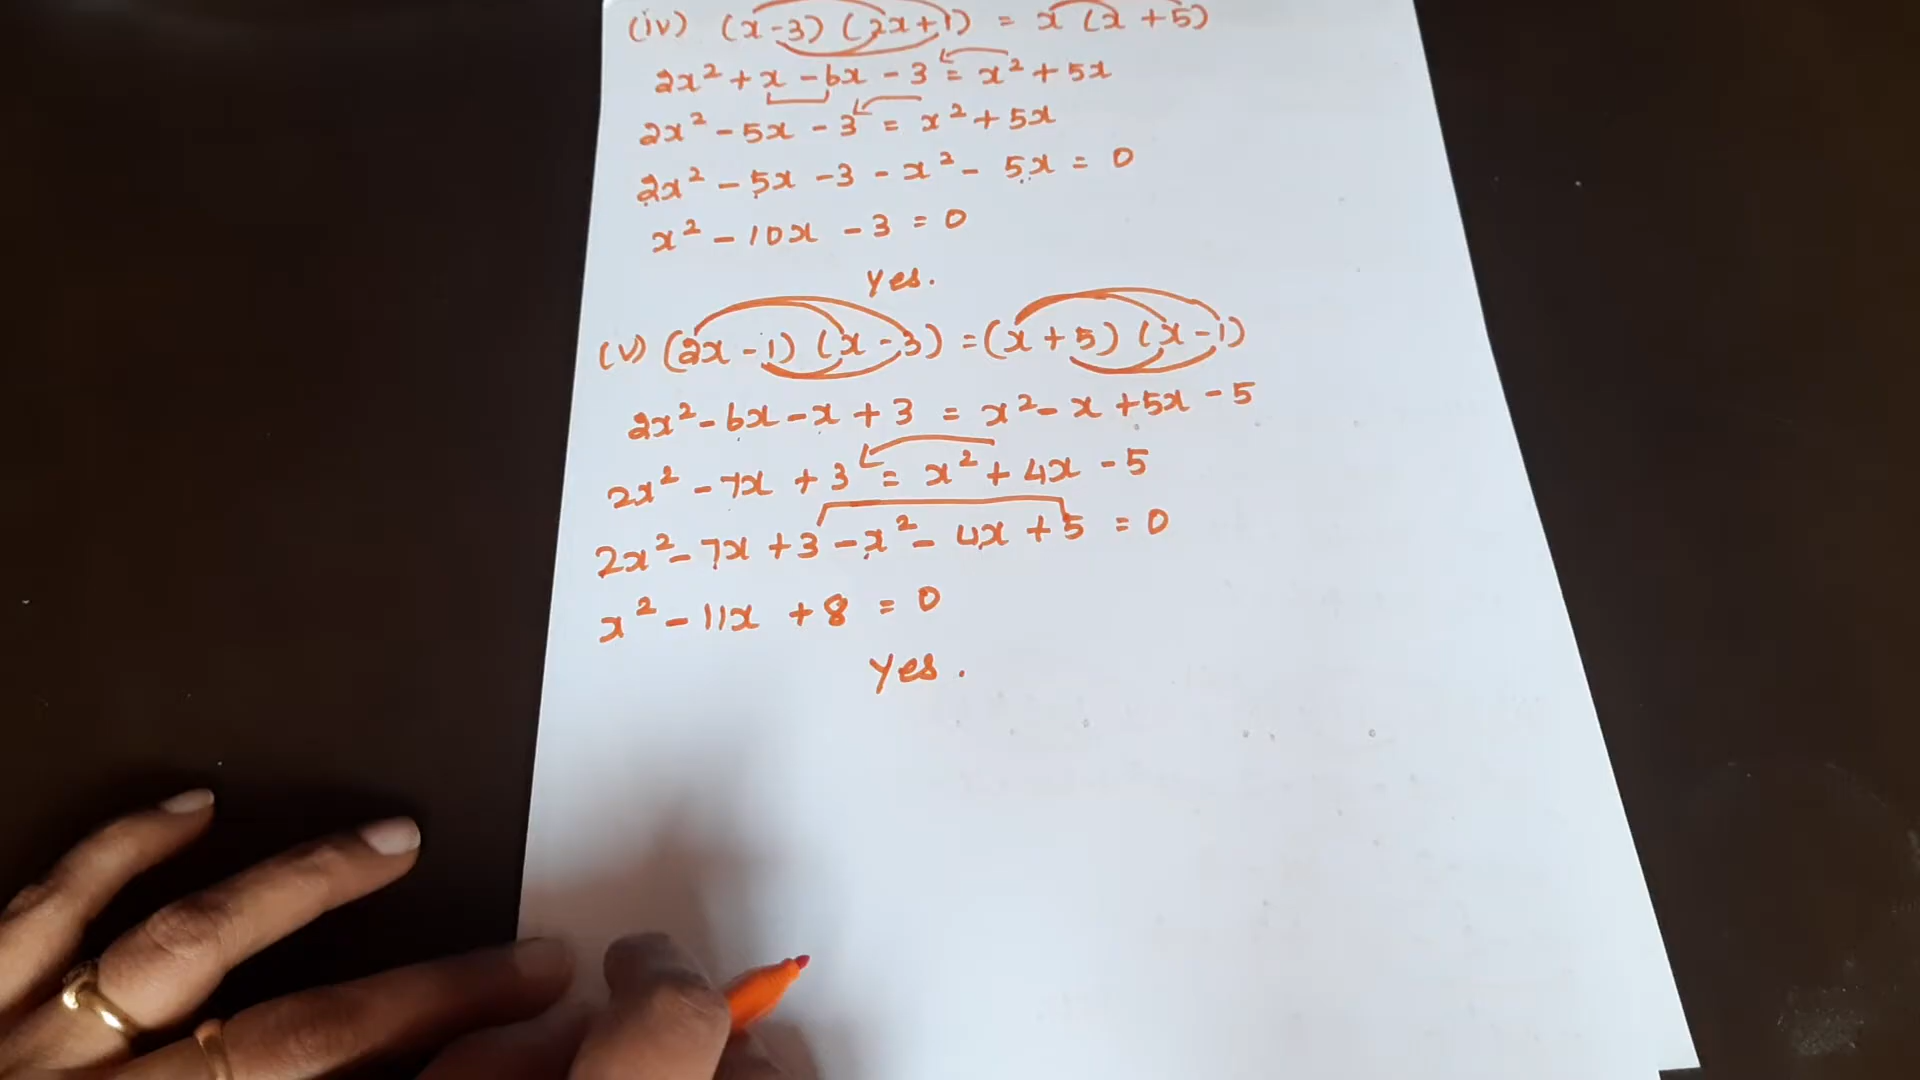 (iv) (x-3) (2x+1) = x (x +5)
2x² + x - 6x - 3 = x² + 5x
2x² - 5x - 3 = x² + 5x
2x² - 5x - 3 - x² - 5x = 0
x² - 10x - 3 = 0
yes.
(v) (2x - 1) (x - 3) = (x + 5) (x - 1)
2x² - 6x - x + 3 = x² - x + 5x - 5
2x² - 7x + 3 = x² + 4x - 5
2x² - 7x + 3 - x² - 4x + 5 = 0
x² - 11x + 8 = 0
yes.